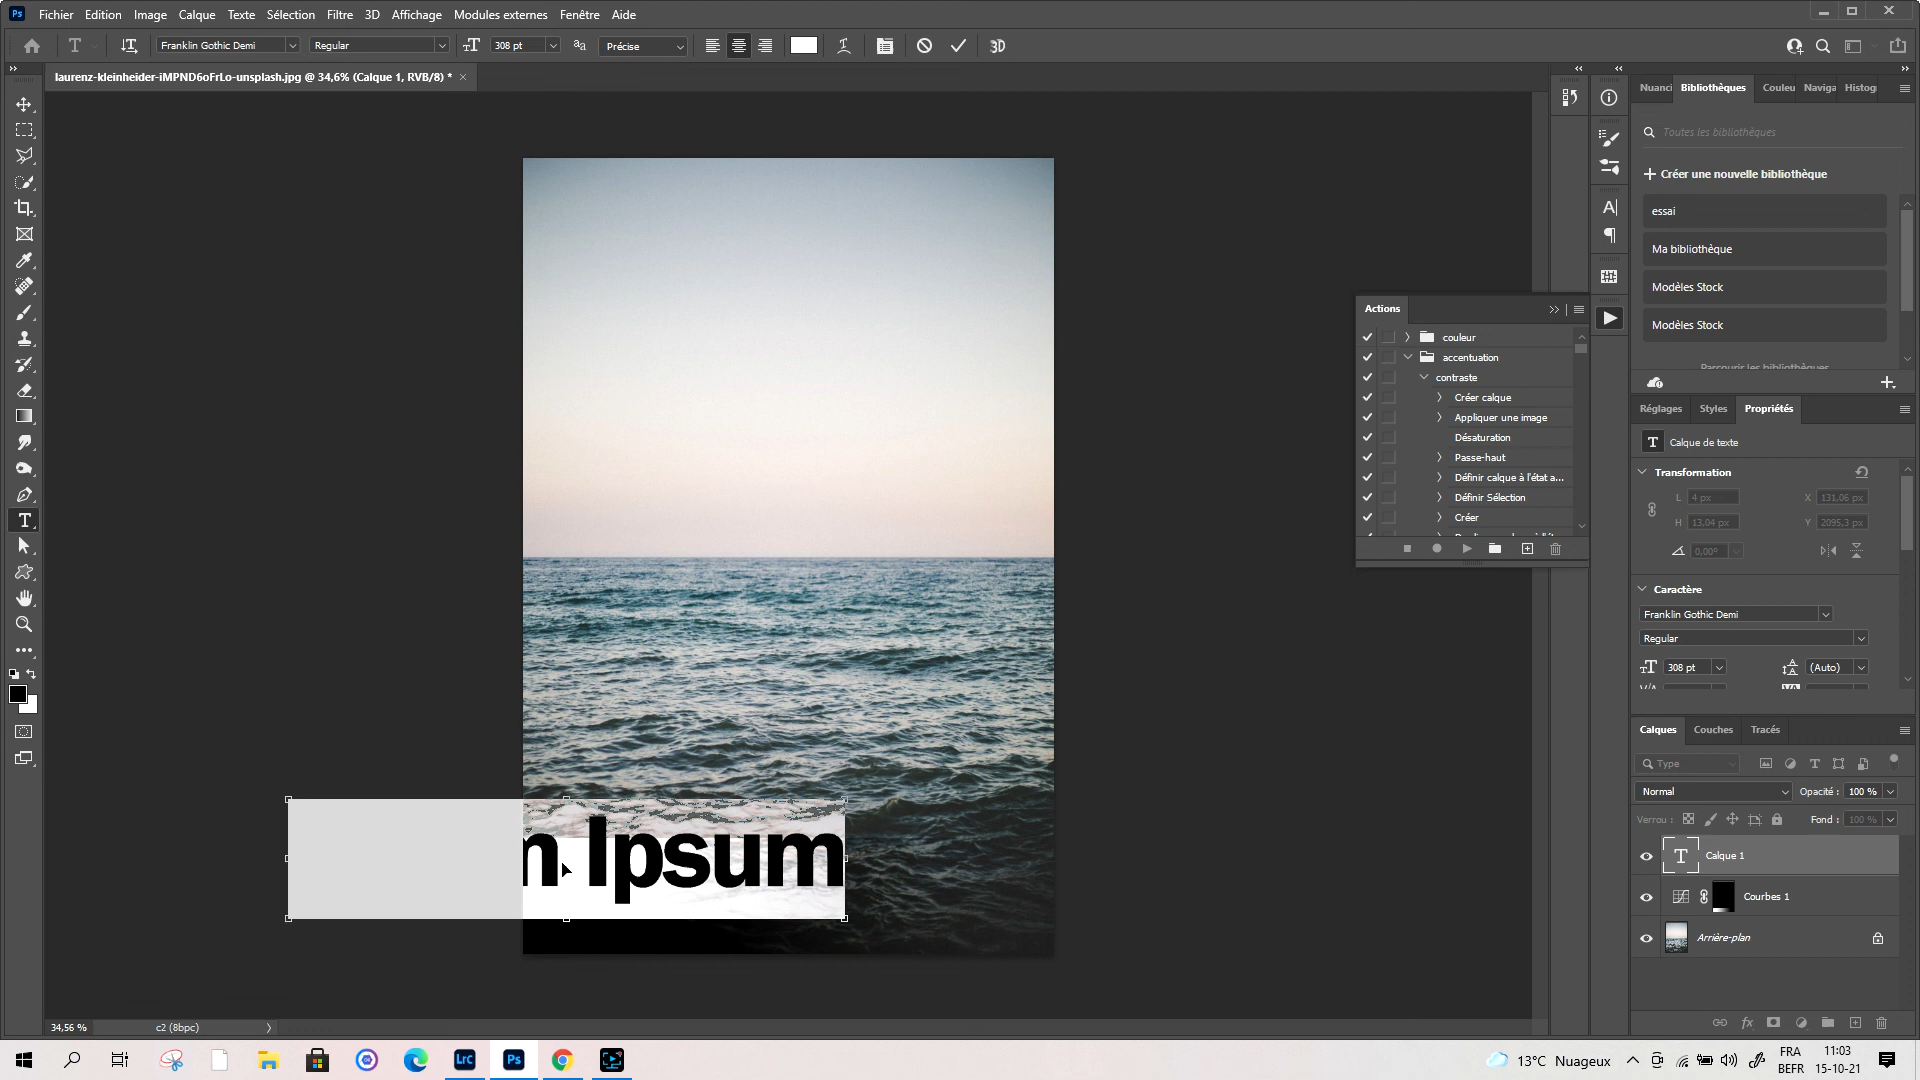 Ps Fichier Edition Image Calque Texte Sélection Filtre 3D Affichage Modules externes Fenêtre Aide
T Franklin Gothic Demi Regular 308 pt Précise 3D
laurenz-kleinheider-iMPND6oFrLo-unsplash.jpg @ 34,6% (Calque 1, RVB/8) * ×
Nuanci Bibliothèques Couleu Naviga Histog
Toutes les bibliothèques
+ Créer une nouvelle bibliothèque
essai
Ma bibliothèque
Modèles Stock
Modèles Stock
Parcourir les bibliothèques
Actions
couleur
accentuation
contraste
Créer calque
Appliquer une image
Désaturation
Passe-haut
Définir calque à l'état a...
Définir Sélection
Créer
Réglages Styles Propriétés
T Calque de texte
Transformation
L 4 px X 131,06 px
H 13,04 px Y 2095,3 px
0,00°
Caractère
Franklin Gothic Demi
Regular
308 pt (Auto)
Calques Couches Tracés
Type
Normal Opacité : 100 %
Verrou : Fond : 100 %
T Calque 1
Courbes 1
Arrière-plan
m Ipsum
34,56 % c2 (8bpc)
Lrc Ps 13°C Nuageux FRA 11:03
BEFR 15-10-21